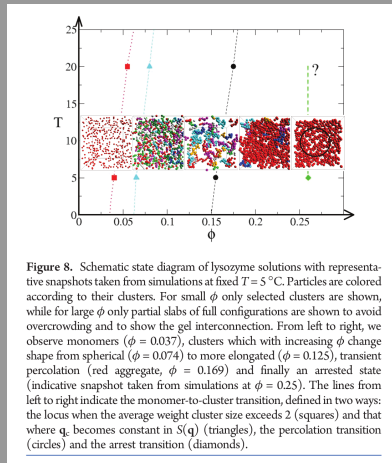 25
20
15
T
10
5
0
?
0 0.05 0.1 0.15 0.2 0.25
ϕ
Figure 8. Schematic state diagram of lysozyme solutions with representa-
tive snapshots taken from simulations at fixed T = 5 °C. Particles are colored
according to their clusters. For small ϕ only selected clusters are shown,
while for large ϕ only partial slabs of full configurations are shown to avoid
overcrowding and to show the gel interconnection. From left to right, we
observe monomers (ϕ = 0.037), clusters which with increasing ϕ change
shape from spherical (ϕ = 0.074) to more elongated (ϕ = 0.125), transient
percolation (red aggregate, ϕ = 0.169) and finally an arrested state
(indicative snapshot taken from simulations at ϕ = 0.25). The lines from
left to right indicate the monomer-to-cluster transition, defined in two ways:
the locus when the average weight cluster size exceeds 2 (squares) and that
where qc becomes constant in S(q) (triangles), the percolation transition
(circles) and the arrest transition (diamonds).